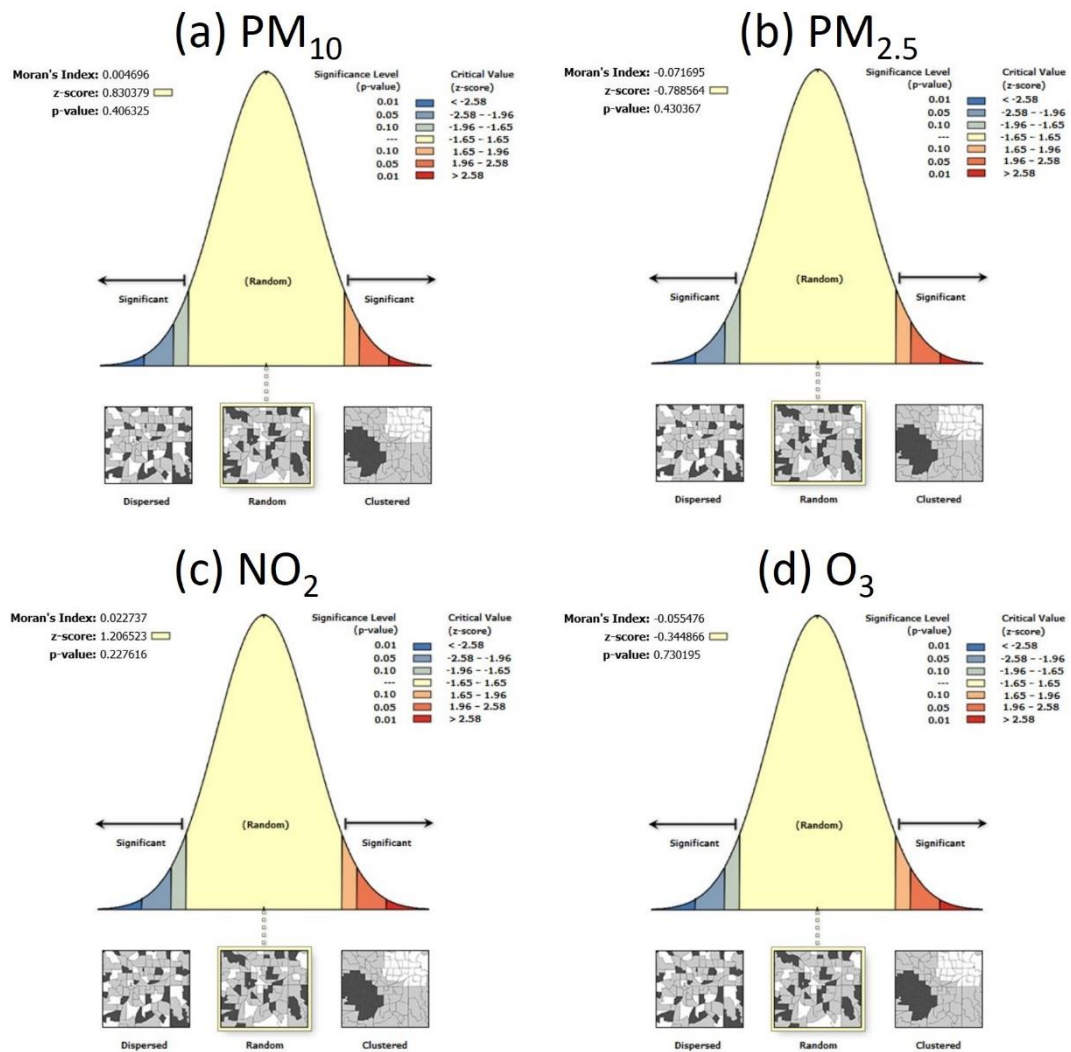 (a) PM10
Moran's Index: 0.004696
z-score: 0.830379
p-value: 0.406325
Significance Level Critical Value
(p-value) (z-score)
0.01 < -2.58
0.05 -2.58 – -1.96
0.10 -1.96 – -1.65
--- -1.65 – 1.65
0.10 1.65 – 1.96
0.05 1.96 – 2.58
0.01 > 2.58
Significant (Random) Significant
Dispersed Random Clustered
(b) PM2.5
Moran's Index: -0.071695
z-score: -0.788564
p-value: 0.430367
Significance Level Critical Value
(p-value) (z-score)
0.01 < -2.58
0.05 -2.58 – -1.96
0.10 -1.96 – -1.65
--- -1.65 – 1.65
0.10 1.65 – 1.96
0.05 1.96 – 2.58
0.01 > 2.58
Significant (Random) Significant
Dispersed Random Clustered
(c) NO2
Moran's Index: 0.022737
z-score: 1.206523
p-value: 0.227616
Significance Level Critical Value
(p-value) (z-score)
0.01 < -2.58
0.05 -2.58 – -1.96
0.10 -1.96 – -1.65
--- -1.65 – 1.65
0.10 1.65 – 1.96
0.05 1.96 – 2.58
0.01 > 2.58
Significant (Random) Significant
Dispersed Random Clustered
(d) O3
Moran's Index: -0.055476
z-score: -0.344866
p-value: 0.730195
Significance Level Critical Value
(p-value) (z-score)
0.01 < -2.58
0.05 -2.58 – -1.96
0.10 -1.96 – -1.65
--- -1.65 – 1.65
0.10 1.65 – 1.96
0.05 1.96 – 2.58
0.01 > 2.58
Significant (Random) Significant
Dispersed Random Clustered